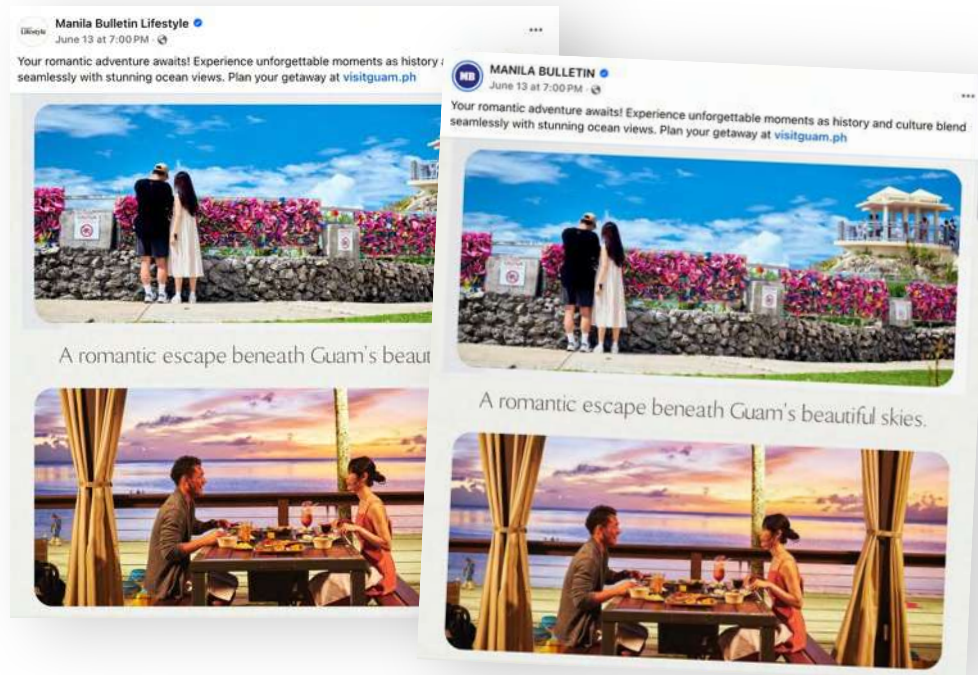 Manila Bulletin Lifestyle
June 13 at 7:00 PM ·
Your romantic adventure awaits! Experience unforgettable moments as history
seamlessly with stunning ocean views. Plan your getaway at visitguam.ph
A romantic escape beneath Guam's beaut
MB
MANILA BULLETIN
June 13 at 7:00 PM ·
Your romantic adventure awaits! Experience unforgettable moments as history and culture blend
seamlessly with stunning ocean views. Plan your getaway at visitguam.ph
A romantic escape beneath Guam's beautiful skies.